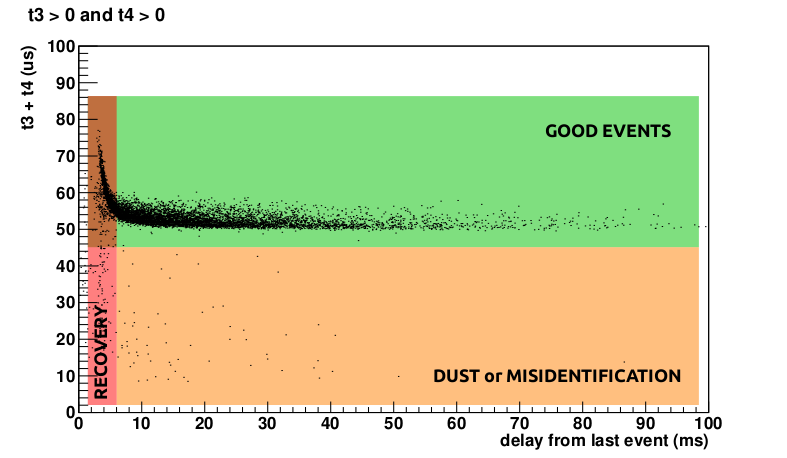 t3 > 0 and t4 > 0
t3 + t4 (us)
100
90
80
70
60
50
40
30
20
10
0
GOOD EVENTS
RECOVERY
DUST or MISIDENTIFICATION
0 10 20 30 40 50 60 70 80 90 100
delay from last event (ms)